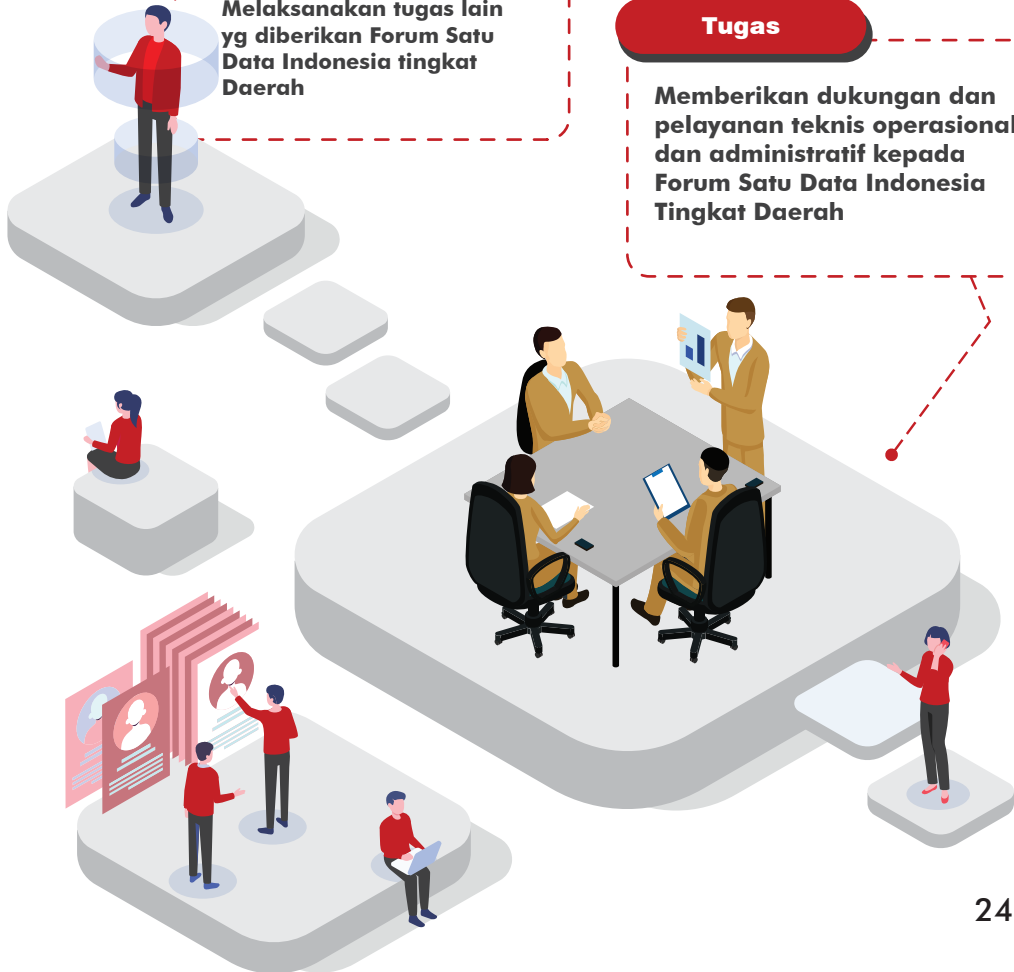 Melaksanakan tugas lain
yg diberikan Forum Satu
Data Indonesia tingkat
Daerah
Tugas
Memberikan dukungan dan
pelayanan teknis operasional
dan administratif kepada
Forum Satu Data Indonesia
Tingkat Daerah
24